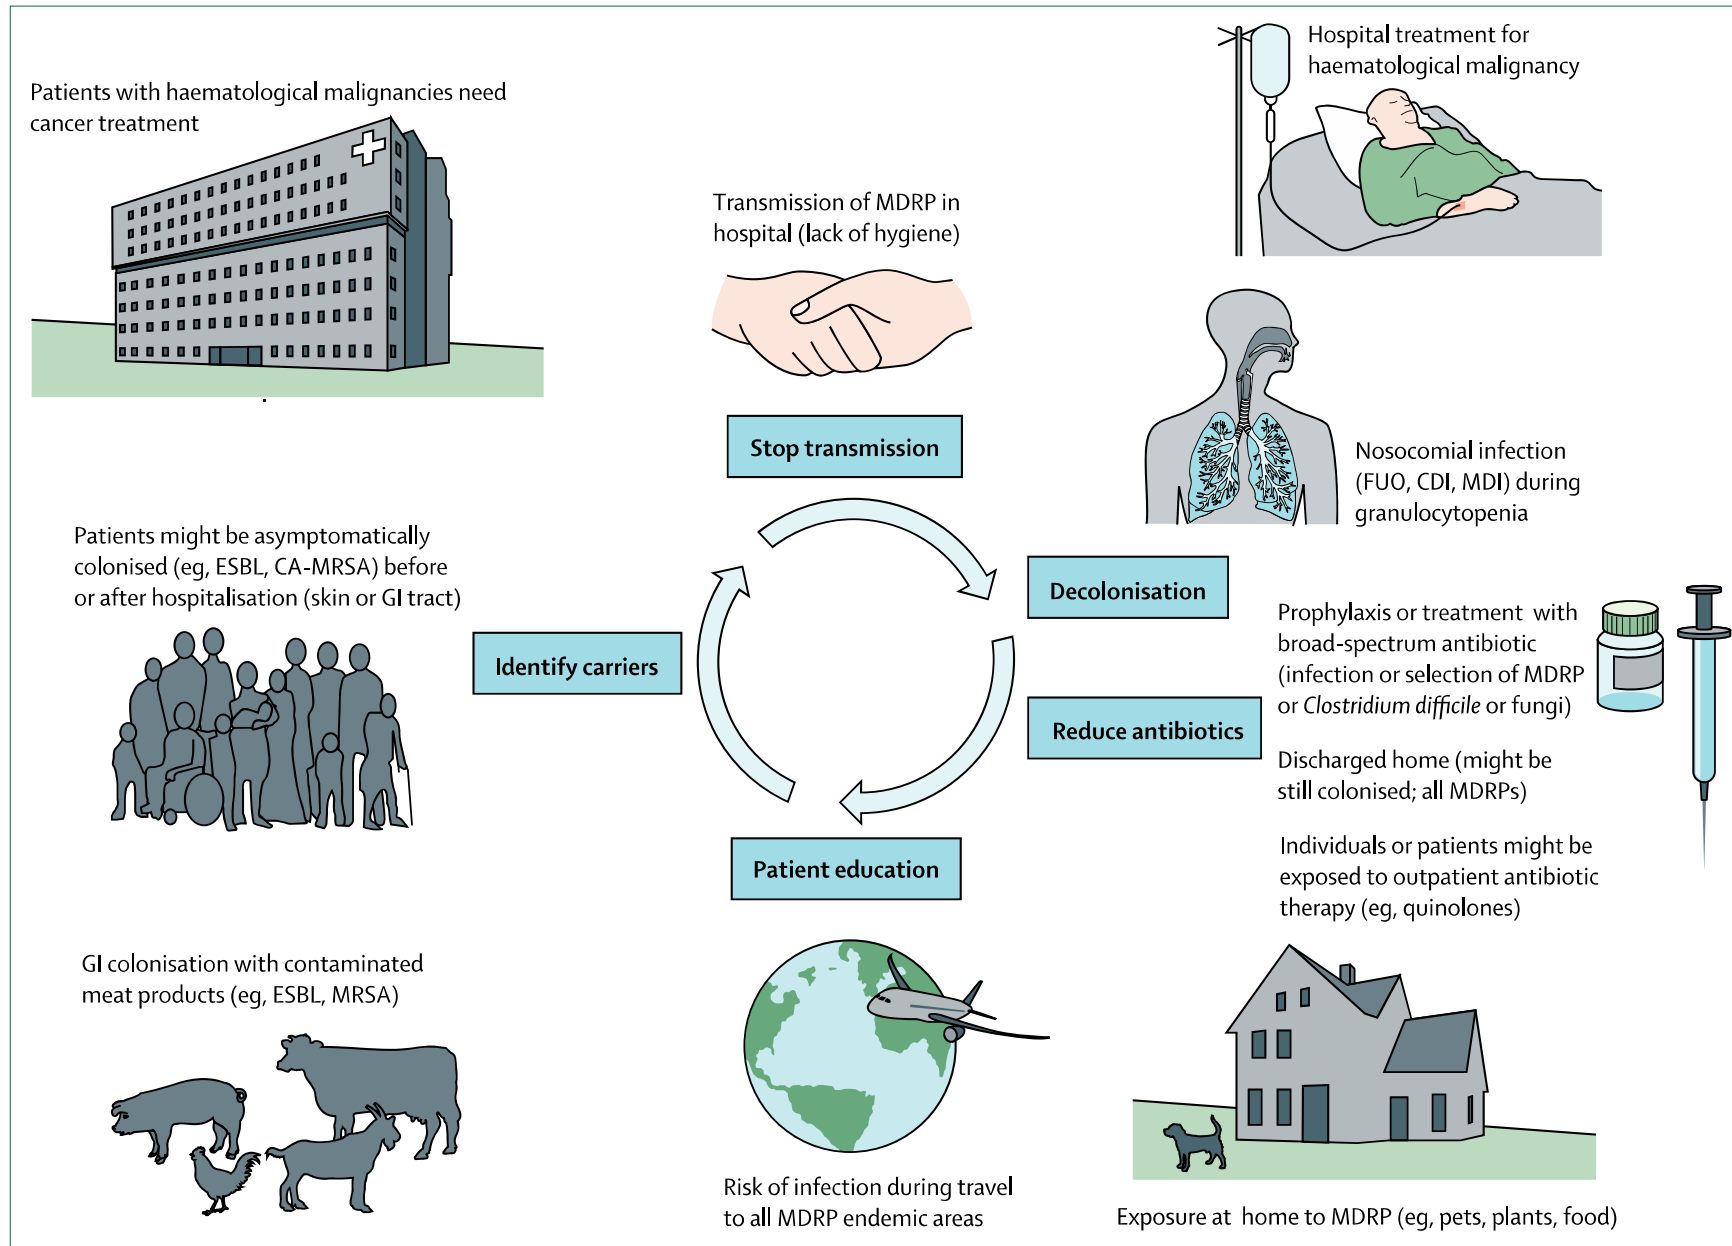 Patients with haematological malignancies need
cancer treatment
Hospital treatment for
haematological malignancy
Transmission of MDRP in
hospital (lack of hygiene)
Stop transmission
Nosocomial infection
(FUO, CDI, MDI) during
granulocytopenia
Patients might be asymptomatically
colonised (eg, ESBL, CA-MRSA) before
or after hospitalisation (skin or GI tract)
Decolonisation
Identify carriers
Prophylaxis or treatment with
broad-spectrum antibiotic
(infection or selection of MDRP
or Clostridium difficile or fungi)
Reduce antibiotics
Discharged home (might be
still colonised; all MDRPs)
Patient education
Individuals or patients might be
exposed to outpatient antibiotic
therapy (eg, quinolones)
GI colonisation with contaminated
meat products (eg, ESBL, MRSA)
Risk of infection during travel
to all MDRP endemic areas
Exposure at home to MDRP (eg, pets, plants, food)